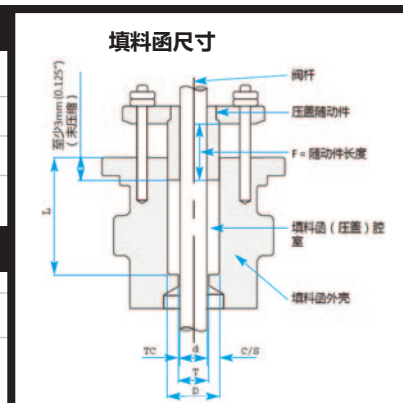 填料函尺寸
阀杆
压盖随动件
至少3mm (0.125")
(未压缩)
F = 随动件长度
L
填料函(压盖)腔
室
填料函外壳
TC
d
C/S
T
D